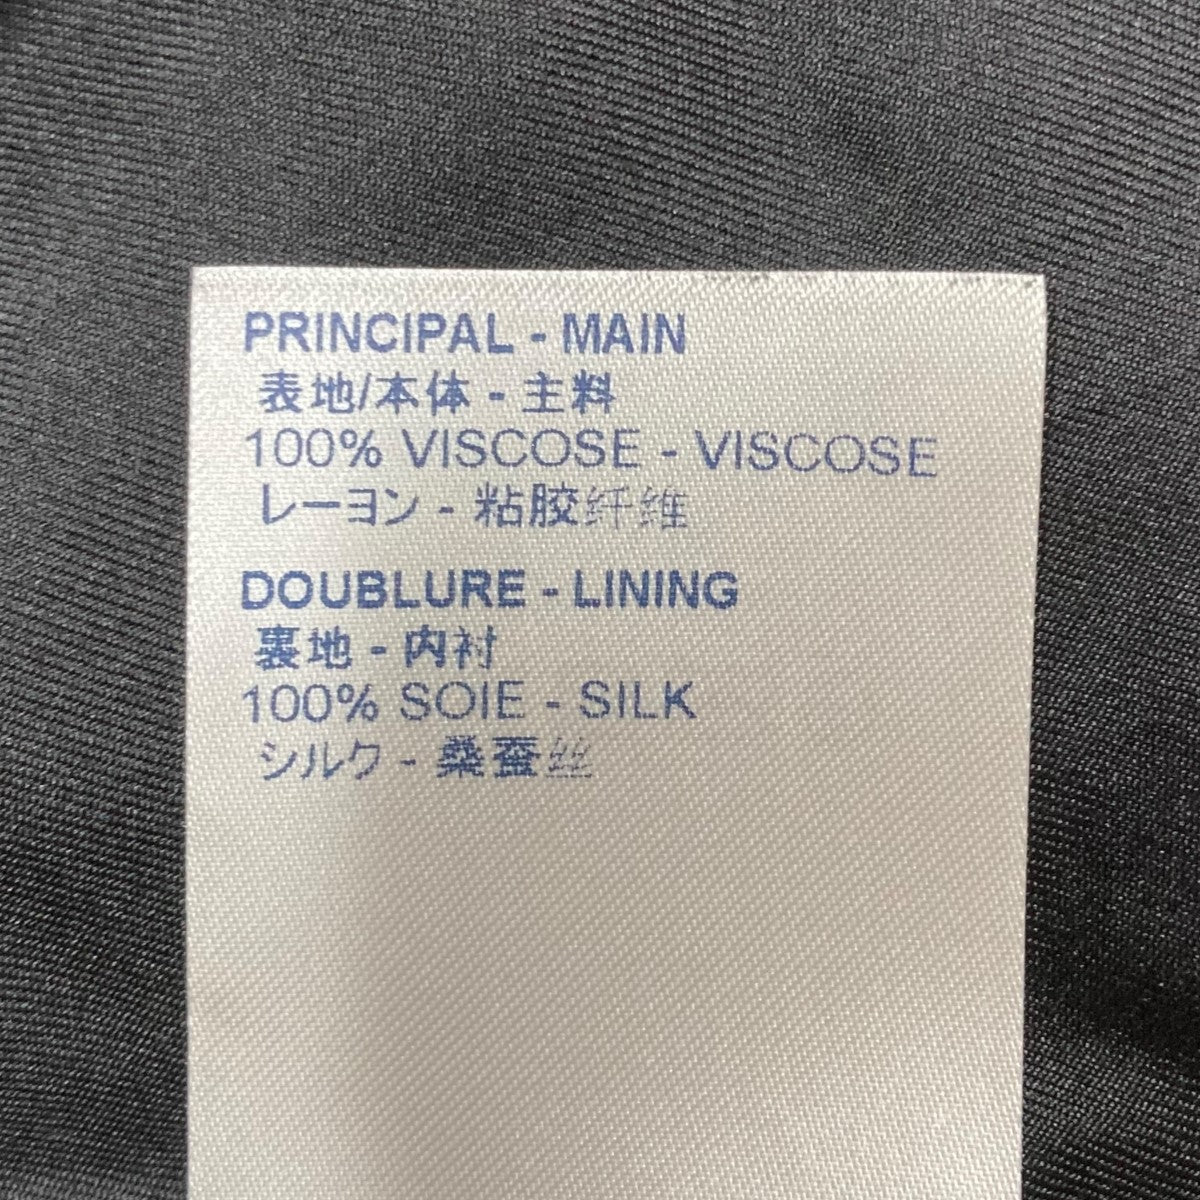 PRINCIPAL - MAIN
表地/本体 - 主料
100% VISCOSE - VISCOSE
レーヨン - 粘胶纤维
DOUBLURE - LINING
裏地 - 内衬
100% SOIE - SILK
シルク - 桑蚕丝